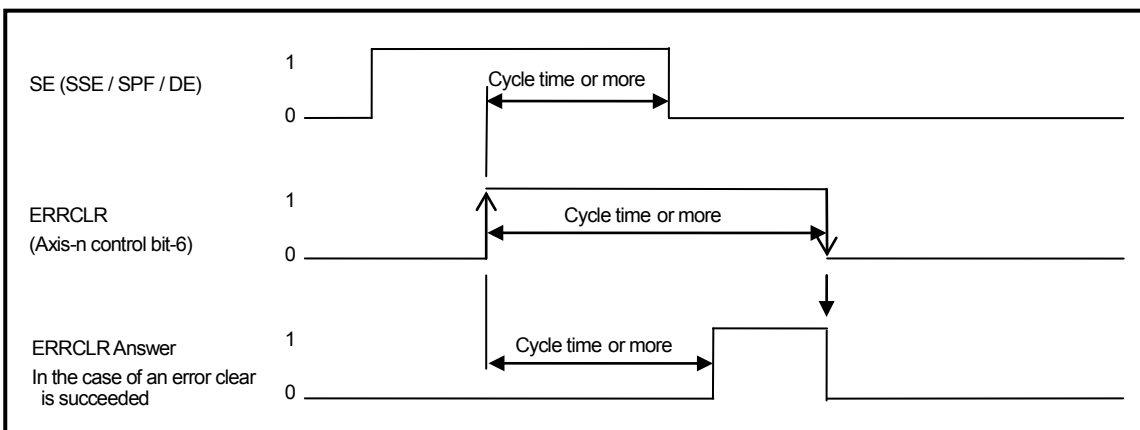 1
SE (SSE / SPF / DE)
Cycle time or more
0
1
ERRCLR
Cycle time or more
(Axis-n control bit-6)
0
1
ERRCLR Answer
Cycle time or more
In the case of an error clear
is succeeded
0